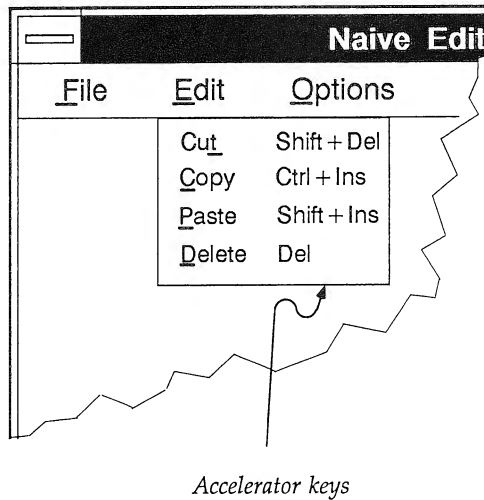 Naive Edit
File Edit Options
Cut Shift + Del
Copy Ctrl + Ins
Paste Shift + Ins
Delete Del
Accelerator keys